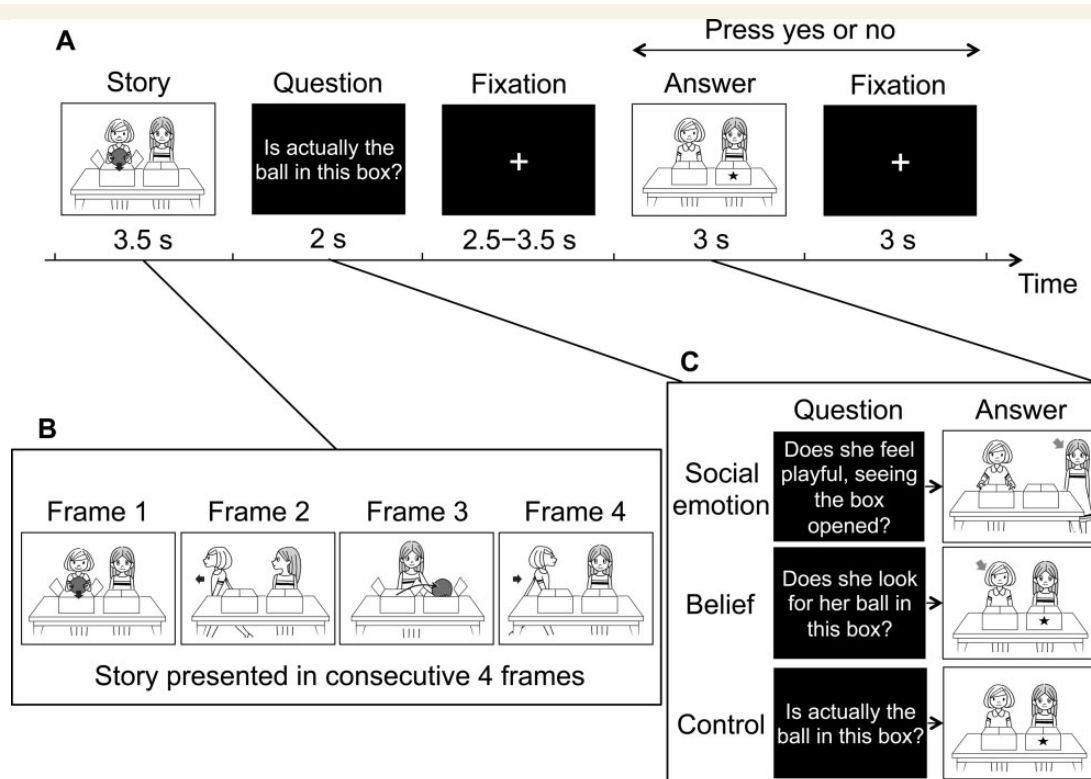 A
Press yes or no
Story
Question
Fixation
Answer
Fixation
Is actually the
ball in this box?
+
+
3.5 s
2 s
2.5–3.5 s
3 s
3 s
Time
B
Frame 1
Frame 2
Frame 3
Frame 4
Story presented in consecutive 4 frames
C
Question
Answer
Social
emotion
Does she feel
playful, seeing
the box
opened?
Belief
Does she look
for her ball in
this box?
Control
Is actually the
ball in this box?